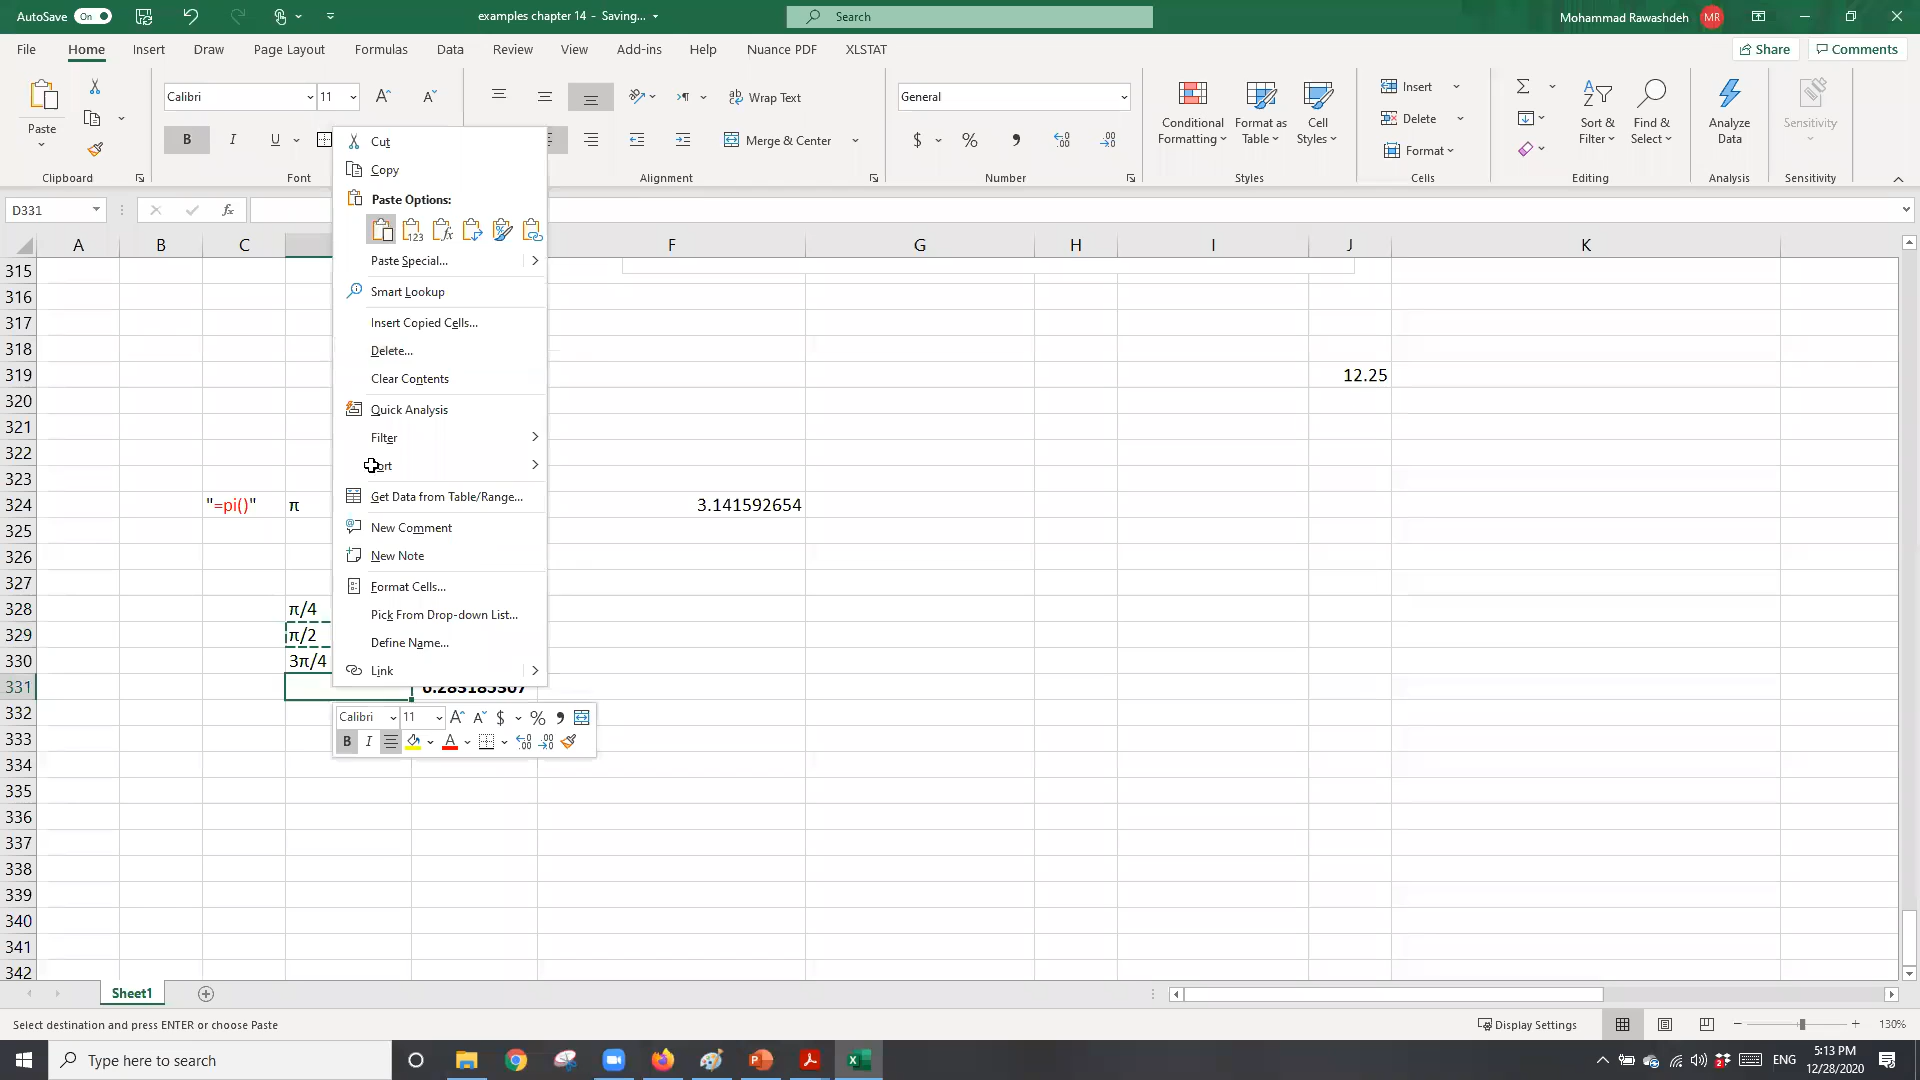 AutoSave On examples chapter 14 - Saving... Search Mohammad Rawashdeh MR
File Home Insert Draw Page Layout Formulas Data Review View Add-ins Help Nuance PDF XLSTAT Share Comments
Calibri 11 Wrap Text General Insert
Paste B I U Merge & Center $ % Conditional Formatting Format as Table Cell Styles Delete Format Sort & Filter Find & Select Analyze Data Sensitivity
Clipboard Font Alignment Number Styles Cells Editing Analysis Sensitivity
D331 fx
A B C F G H I J K
Cut
Copy
Paste Options:
Paste Special...
Smart Lookup
Insert Copied Cells...
Delete...
Clear Contents
Quick Analysis
Filter
Get Data from Table/Range...
New Comment
New Note
Format Cells...
Pick From Drop-down List...
Define Name...
Link
Calibri 11 $ %
B I A
315
316
317
318
319 12.25
320
321
322
323
324 "=pi()" π 3.141592654
325
326
327
328 π/4
329 π/2
330 3π/4
331
332
333
334
335
336
337
338
339
340
341
342
Sheet1
Select destination and press ENTER or choose Paste Display Settings 130%
Type here to search ENG 5:13 PM
12/28/2020